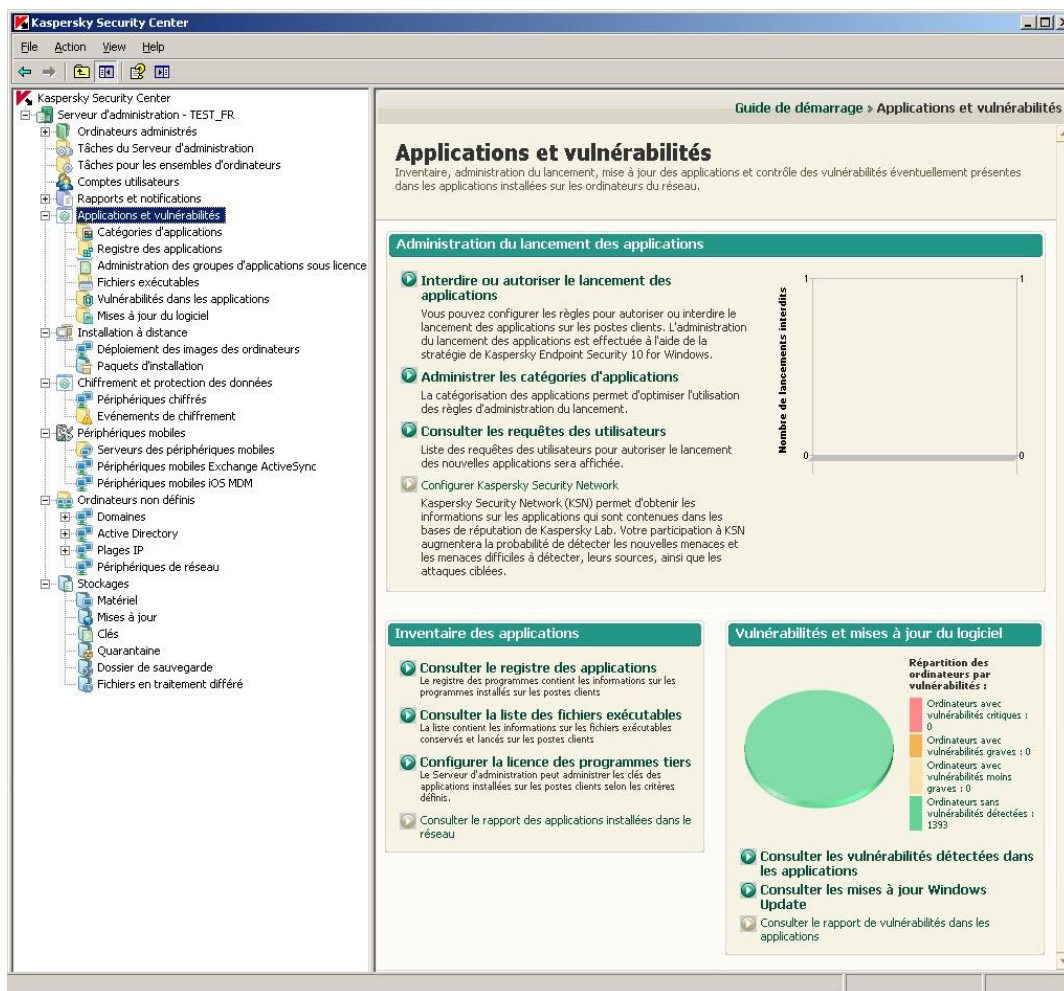 Kaspersky Security Center
File Action View Help
Kaspersky Security Center
Serveur d'administration - TEST_FR
Ordinateurs administrés
Tâches du Serveur d'administration
Tâches pour les ensembles d'ordinateurs
Comptes utilisateurs
Rapports et notifications
Applications et vulnérabilités
Catégories d'applications
Registre des applications
Administration des groupes d'applications sous licence
Fichiers exécutables
Vulnérabilités dans les applications
Mises à jour du logiciel
Installation à distance
Déploiement des images des ordinateurs
Paquets d'installation
Chiffrement et protection des données
Périphériques chiffrés
Evénements de chiffrement
Périphériques mobiles
Serveurs des périphériques mobiles
Périphériques mobiles Exchange ActiveSync
Périphériques mobiles iOS MDM
Ordinateurs non définis
Domaines
Active Directory
Plages IP
Périphériques de réseau
Stockages
Matériel
Mises à jour
Clés
Quarantaine
Dossier de sauvegarde
Fichiers en traitement différé
Guide de démarrage » Applications et vulnérabilités
Applications et vulnérabilités
Inventaire, administration du lancement, mise à jour des applications et contrôle des vulnérabilités éventuellement présentes
dans les applications installées sur les ordinateurs du réseau.
Administration du lancement des applications
Interdire ou autoriser le lancement des
applications
Vous pouvez configurer les règles pour autoriser ou interdire le
lancement des applications sur les postes clients. L'administration
du lancement des applications est effectuée à l'aide de la
stratégie de Kaspersky Endpoint Security 10 for Windows.
Administrer les catégories d'applications
La catégorisation des applications permet d'optimiser l'utilisation
des règles d'administration du lancement.
Consulter les requêtes des utilisateurs
Liste des requêtes des utilisateurs pour autoriser le lancement
des nouvelles applications sera affichée.
Configurer Kaspersky Security Network
Kaspersky Security Network (KSN) permet d'obtenir les
informations sur les applications qui sont contenues dans les
bases de réputation de Kaspersky Lab. Votre participation à KSN
augmentera la probabilité de détecter les nouvelles menaces et
les menaces difficiles à détecter, leurs sources, ainsi que les
attaques ciblées.
Nombre de lancements interdits
1 1
0 0
Inventaire des applications
Consulter le registre des applications
Le registre des programmes contient les informations sur les
programmes installés sur les postes clients
Consulter la liste des fichiers exécutables
La liste contient les informations sur les fichiers exécutables
conservés et lancés sur les postes clients
Configurer la licence des programmes tiers
Le Serveur d'administration peut administrer les clés des
applications installées sur les postes clients selon les critères
définis.
Consulter le rapport des applications installées dans le
réseau
Vulnérabilités et mises à jour du logiciel
Répartition des
ordinateurs par
vulnérabilités :
Ordinateurs avec
vulnérabilités critiques :
0
Ordinateurs avec
vulnérabilités graves : 0
Ordinateurs avec
vulnérabilités moins
graves : 0
Ordinateurs sans
vulnérabilités détectées :
1393
Consulter les vulnérabilités détectées dans
les applications
Consulter les mises à jour Windows
Update
Consulter le rapport de vulnérabilités dans les
applications